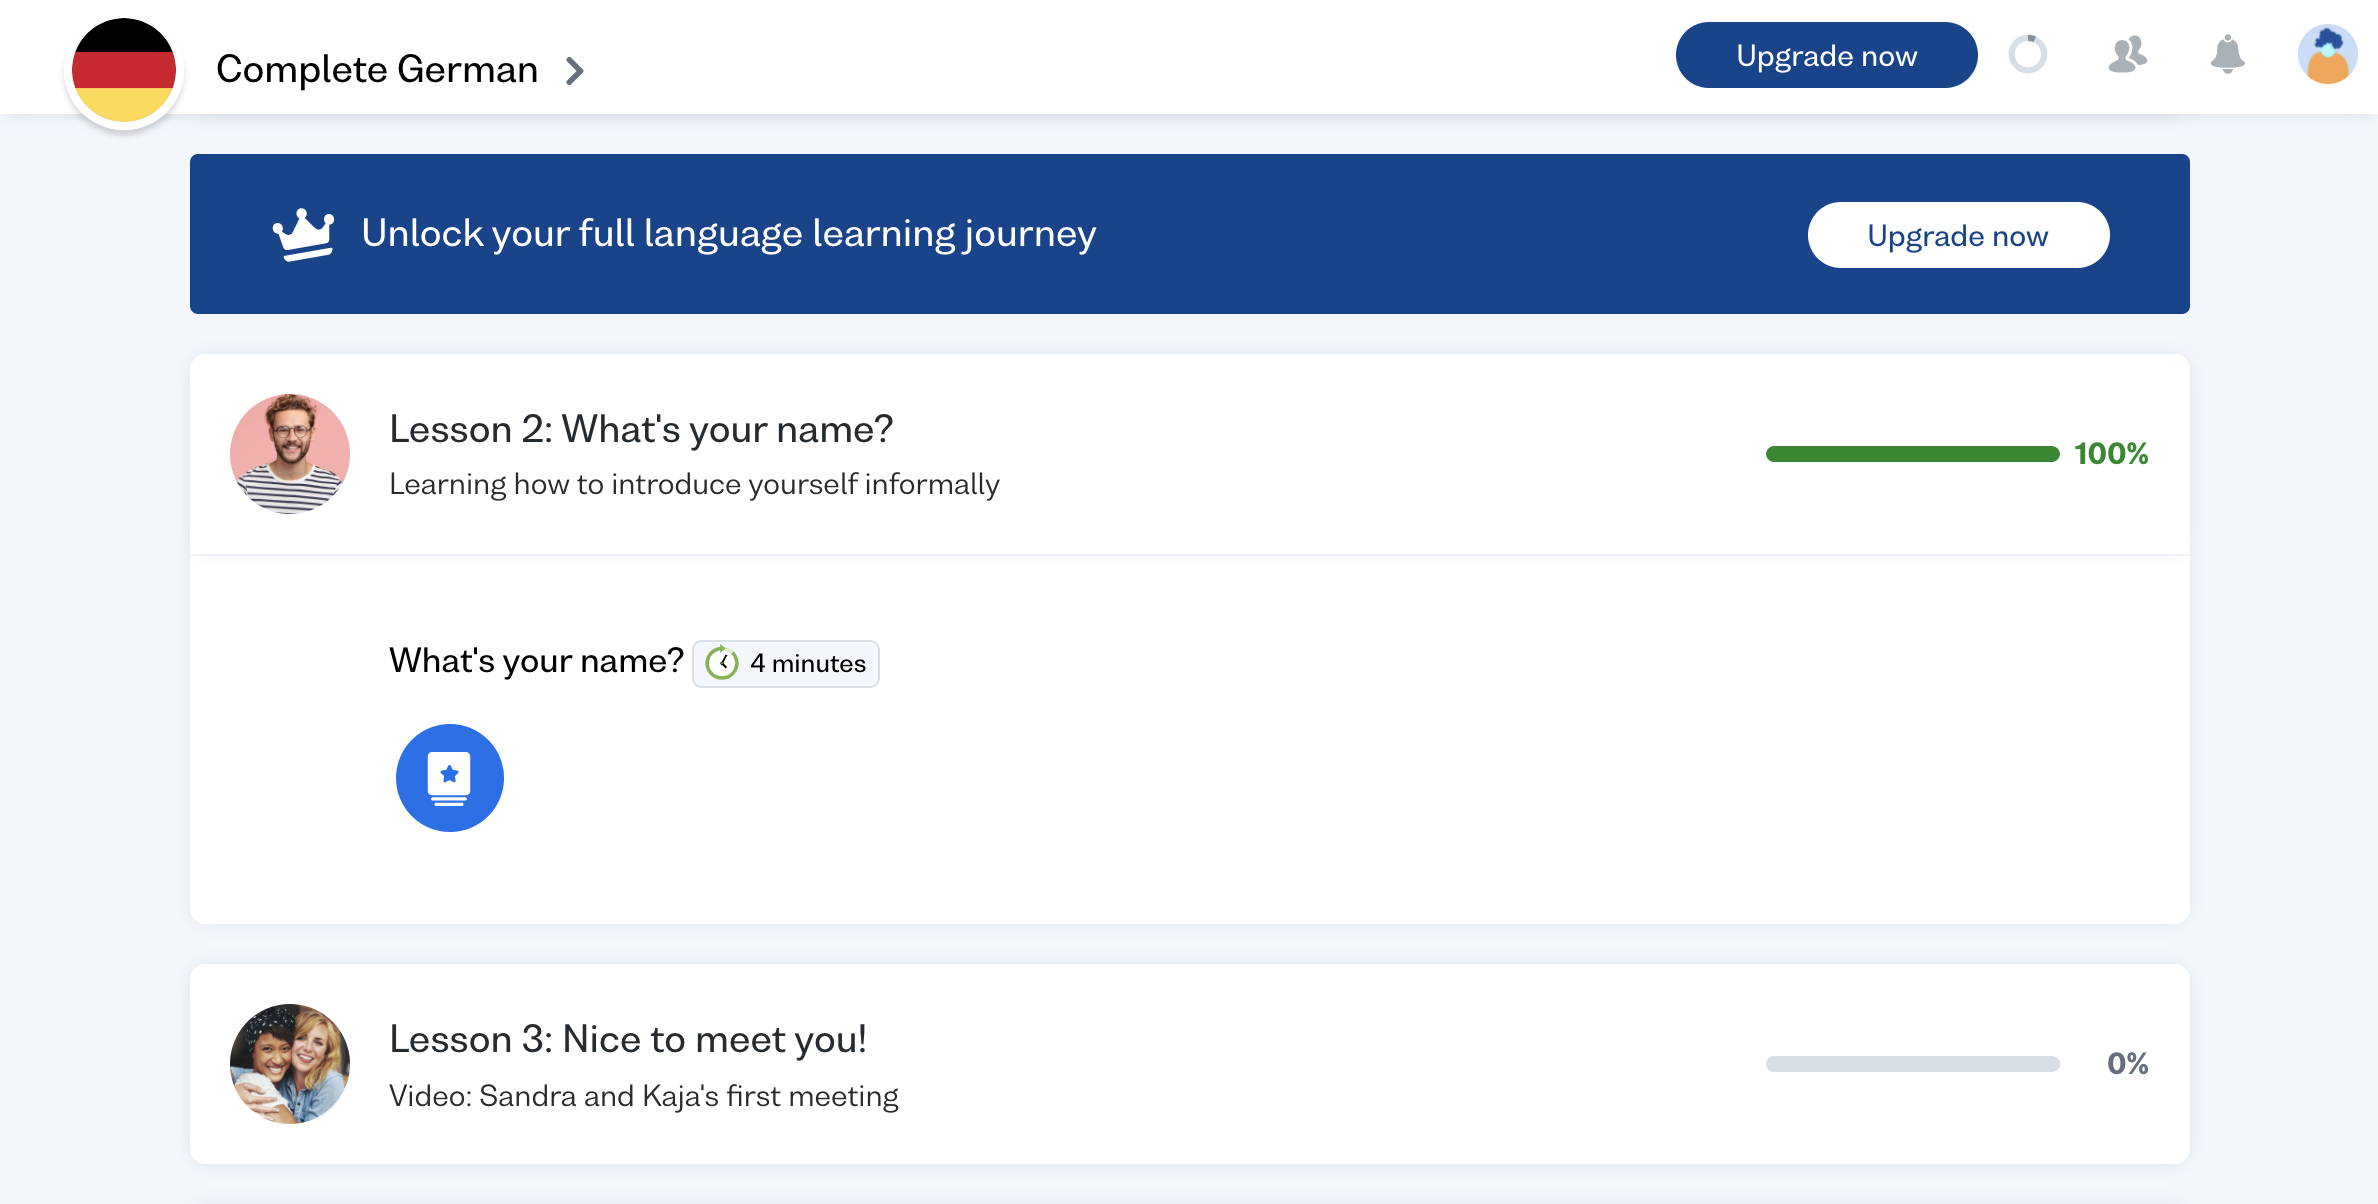 Complete German
Upgrade now
Unlock your full language learning journey
Upgrade now
Lesson 2: What's your name?
Learning how to introduce yourself informally
100%
What's your name?
4 minutes
Lesson 3: Nice to meet you!
Video: Sandra and Kaja's first meeting
0%